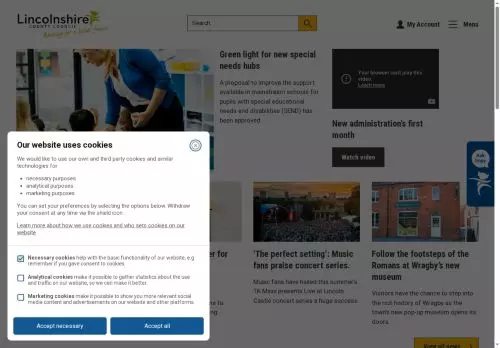 Lincolnshire
COUNTY COUNCIL
Working for a better future
Search
My Account
Menu
Green light for new special
needs hubs
A proposal to improve the support
available in mainstream schools for
pupils with special educational
needs and disabilities (SEND) has
been approved
Your browser can't play this
video.
Learn more
New administration's first
month
Watch video
Our website uses cookies
We would like to use our own and third party cookies and similar
technologies for:
necessary purposes
analytical purposes
marketing purposes
You can set your preferences by selecting the options below. Withdraw
your consent at any time via the shield icon.
Learn more about how we use cookies and who sets cookies on our
website
Necessary cookies help with the basic functionality of our website, e.g.
remember if you gave consent to cookies.
Analytical cookies make it possible to gather statistics about the use
and traffic on our website, so we can make it better.
Marketing cookies make it possible to show you more relevant social
media content and advertisements on our website and other platforms.
Accept necessary
Accept all
er for
'The perfect setting': Music
fans praise concert series.
Music fans have hailed this summer's
TK Maxx presents Live at Lincoln
Castle concert series a huge success.
Follow the footsteps of the
Romans at Wragby's new
museum
Visitors have the chance to step into
the rich history of Wragby as the
town's new pop-up museum opens its
doors.
View all news